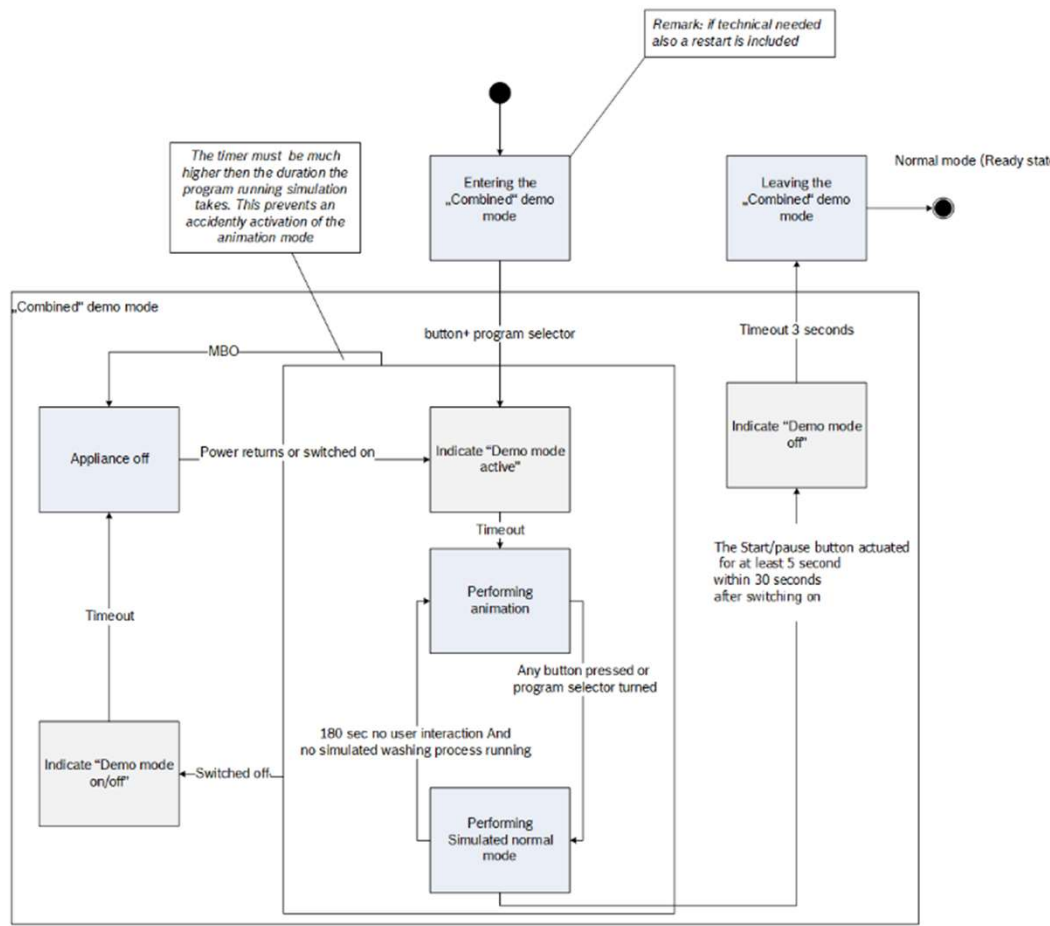 Remark: if technical needed
also a restart is included
The timer must be much
higher then the duration the
program running simulation
takes. This prevents an
accidently activation of the
animation mode
Entering the
„Combined“ demo
mode
Leaving the
„Combined“ demo
mode
Normal mode (Ready state
„Combined“ demo mode
button+ program selector
Timeout 3 seconds
MBO
Appliance off
Power returns or switched on
Indicate “Demo mode
active”
Indicate “Demo mode
off”
Timeout
The Start/pause button actuated
for at least 5 second
within 30 seconds
after switching on
Performing
animation
Timeout
Any button pressed or
program selector turned
180 sec no user interaction And
no simulated washing process running
Indicate “Demo mode
on/off”
Switched off
Performing
Simulated normal
mode